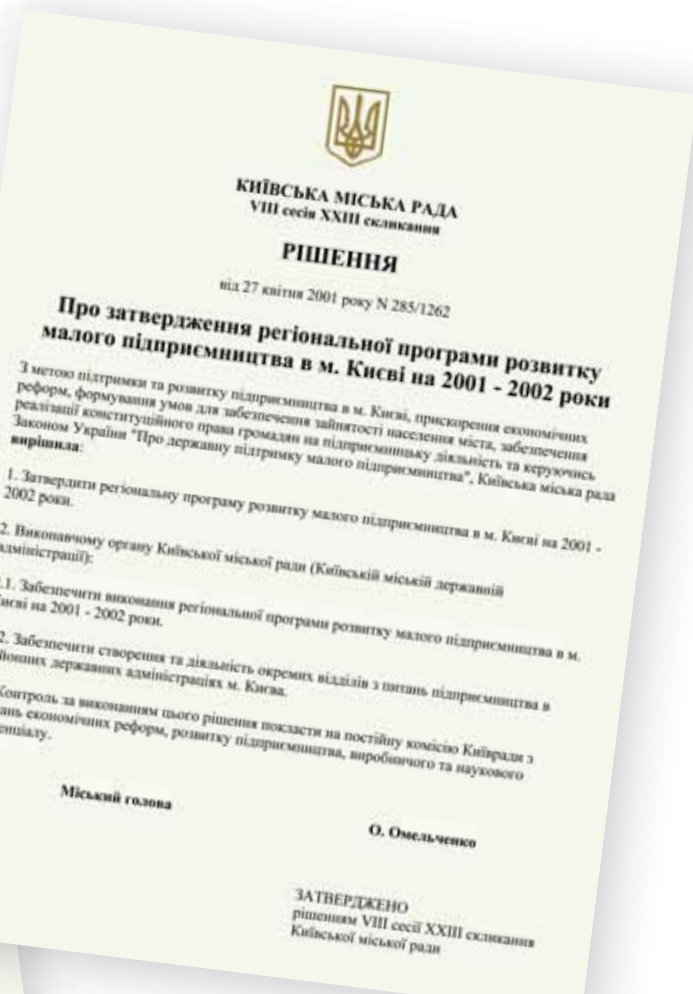 КИЇВСЬКА МІСЬКА РАДА
VIII сесія XXIII скликання
РІШЕННЯ
від 27 квітня 2001 року N 285/1262
Про затвердження регіональної програми розвитку
малого підприємництва в м. Києві на 2001 - 2002 роки
З метою підтримки та розвитку підприємництва в м. Києві, прискорення економічних
реформ, формування умов для забезпечення зайнятості населення міста, забезпечення
реалізації конституційного права громадян на підприємницьку діяльність та керуючись
Законом України "Про державну підтримку малого підприємництва", Київська міська рада
вирішила:
1. Затвердити регіональну програму розвитку малого підприємництва в м. Києві на 2001 -
2002 роки.
2. Виконавчому органу Київської міської ради (Київській міській державній
адміністрації):
.1. Забезпечити виконання регіональної програми розвитку малого підприємництва в м.
Києві на 2001 - 2002 роки.
2. Забезпечити створення та діяльність окремих відділів з питань підприємництва в
йонних державних адміністраціях м. Києва.
Контроль за виконанням цього рішення покласти на постійну комісію Київради з
ань економічних реформ, розвитку підприємництва, виробничого та наукового
енціалу.
Міський голова
О. Омельченко
ЗАТВЕРДЖЕНО
рішенням VIII сесії XXIII скликання
Київської міської ради